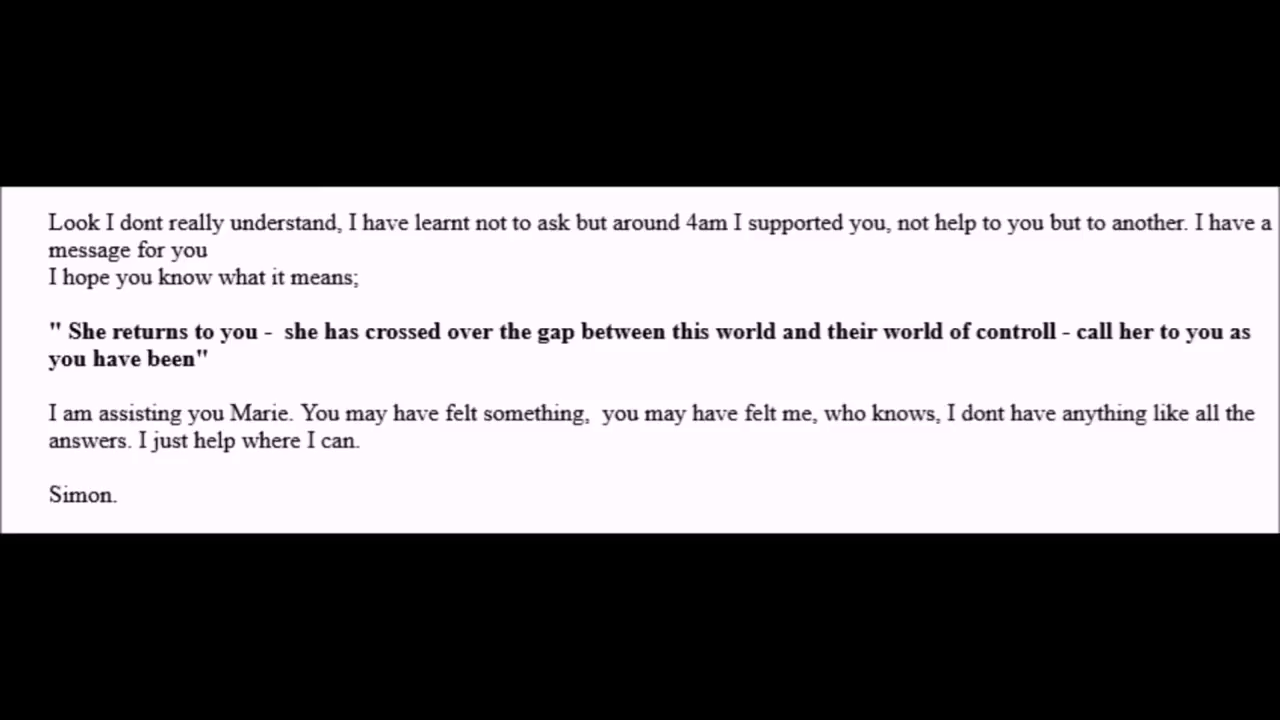 Look I dont really understand, I have learnt not to ask but around 4am I supported you, not help to you but to another. I have a
message for you
I hope you know what it means;
" She returns to you -  she has crossed over the gap between this world and their world of controll - call her to you as
you have been"
I am assisting you Marie. You may have felt something,  you may have felt me, who knows, I dont have anything like all the
answers. I just help where I can.
Simon.